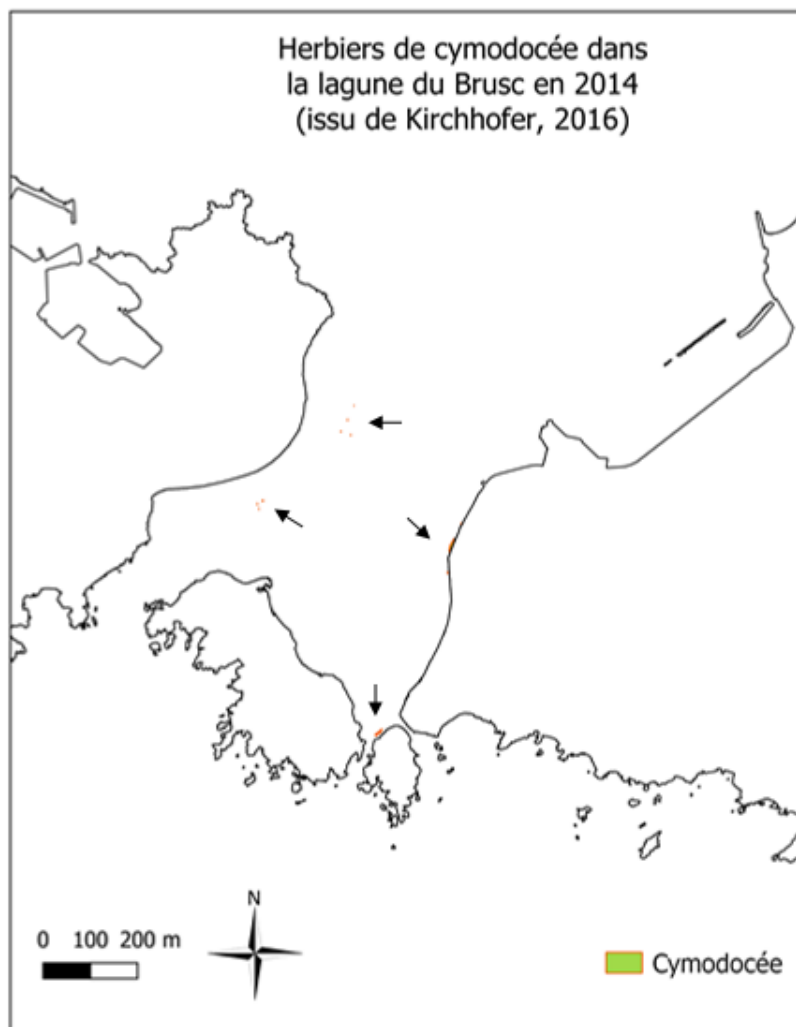 Herbiers de cymodocée dans
la lagune du Brusc en 2014
(issu de Kirchhofer, 2016)
N
0 100 200 m
Cymodocée